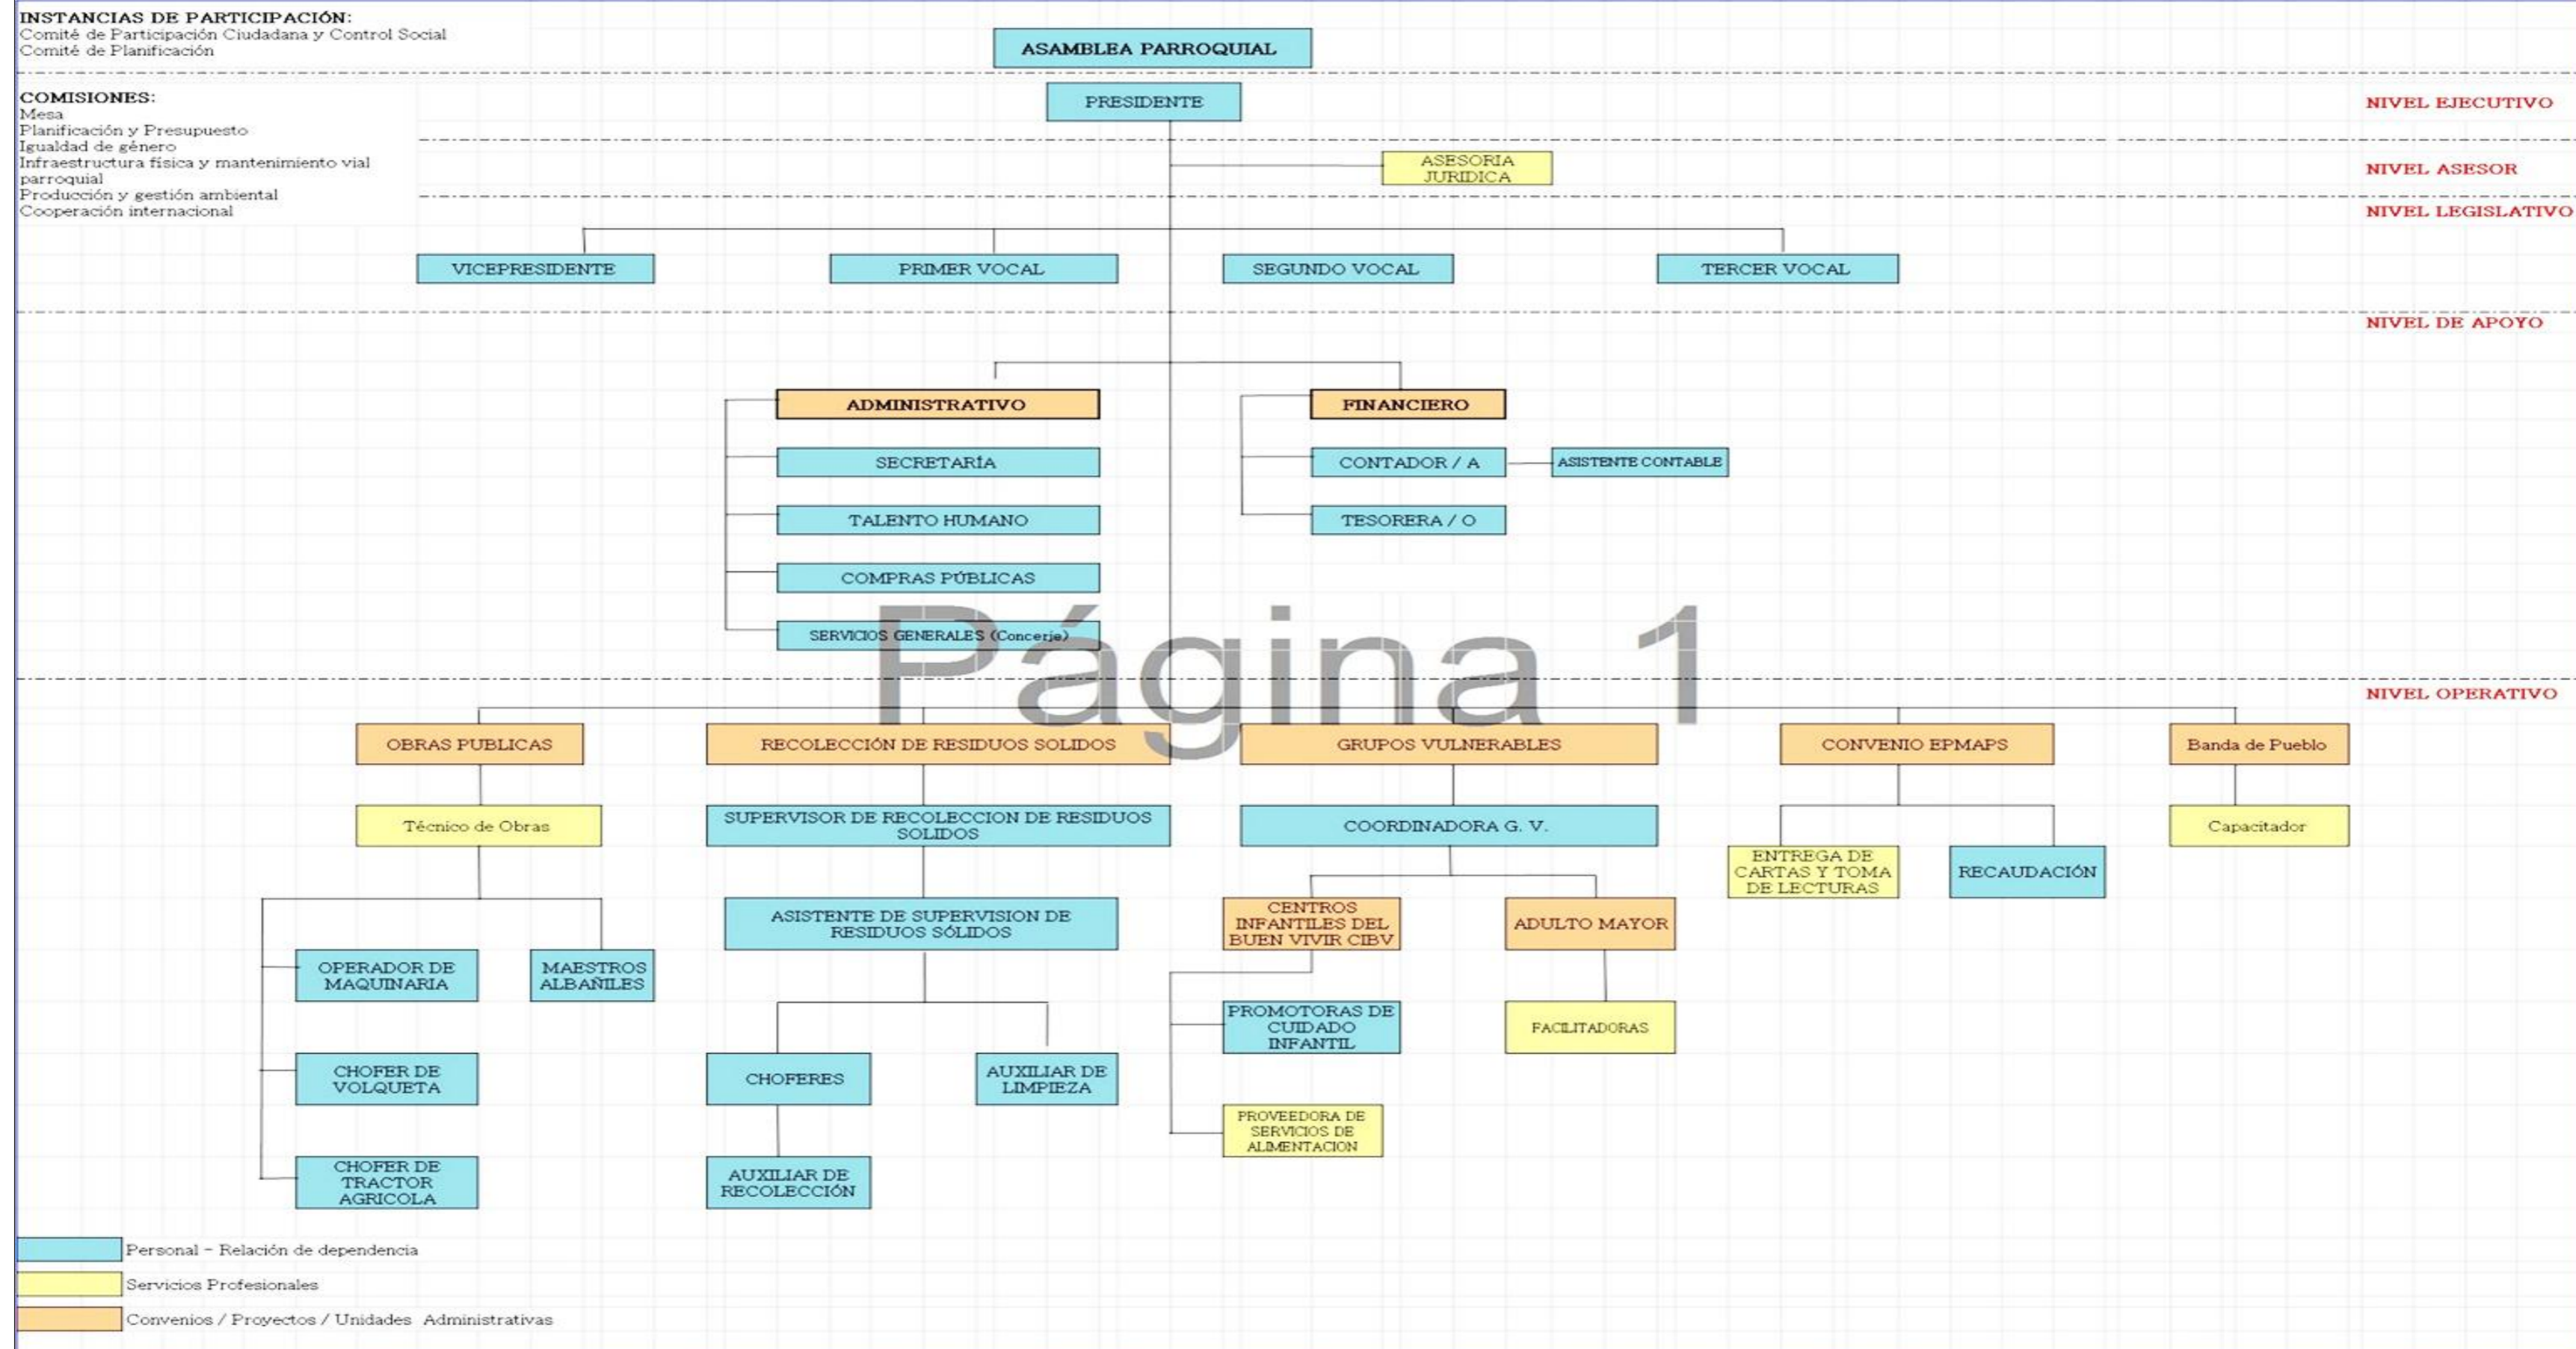 INSTANCIAS DE PARTICIPACIÓN:
Comité de Participación Ciudadana y Control Social
Comité de Planificación
ASAMBLEA PARROQUIAL
COMISIONES:
Mesa
Planificación y Presupuesto
Igualdad de género
Infraestructura física y mantenimiento vial
parroquial
Producción y gestión ambiental
Cooperación internacional
PRESIDENTE
NIVEL EJECUTIVO
ASESORIA
JURIDICA
NIVEL ASESOR
NIVEL LEGISLATIVO
VICEPRESIDENTE
PRIMER VOCAL
SEGUNDO VOCAL
TERCER VOCAL
NIVEL DE APOYO
ADMINISTRATIVO
FINANCIERO
SECRETARÍA
CONTADOR / A
ASISTENTE CONTABLE
TALENTO HUMANO
TESORERA / O
COMPRAS PÚBLICAS
SERVICIOS GENERALES (Concerje)
Página 1
NIVEL OPERATIVO
OBRAS PUBLICAS
RECOLECCIÓN DE RESIDUOS SOLIDOS
GRUPOS VULNERABLES
CONVENIO EPMAPS
Banda de Pueblo
Técnico de Obras
SUPERVISOR DE RECOLECCION DE RESIDUOS
SOLIDOS
COORDINADORA G. V.
Capacitador
ENTREGA DE
CARTAS Y TOMA
DE LECTURAS
RECAUDACIÓN
ASISTENTE DE SUPERVISION DE
RESIDUOS SÓLIDOS
CENTROS
INFANTILES DEL
BUEN VIVIR CIBV
ADULTO MAYOR
OPERADOR DE
MAQUINARIA
MAESTROS
ALBAÑILES
PROMOTORAS DE
CUIDADO
INFANTIL
FACILITADORAS
CHOFER DE
VOLQUETA
CHOFERES
AUXILIAR DE
LIMPIEZA
PROVEEDORA DE
SERVICIOS DE
ALIMENTACION
CHOFER DE
TRACTOR
AGRICOLA
AUXILIAR DE
RECOLECCIÓN
Personal - Relación de dependencia
Servicios Profesionales
Convenios / Proyectos / Unidades Administrativas